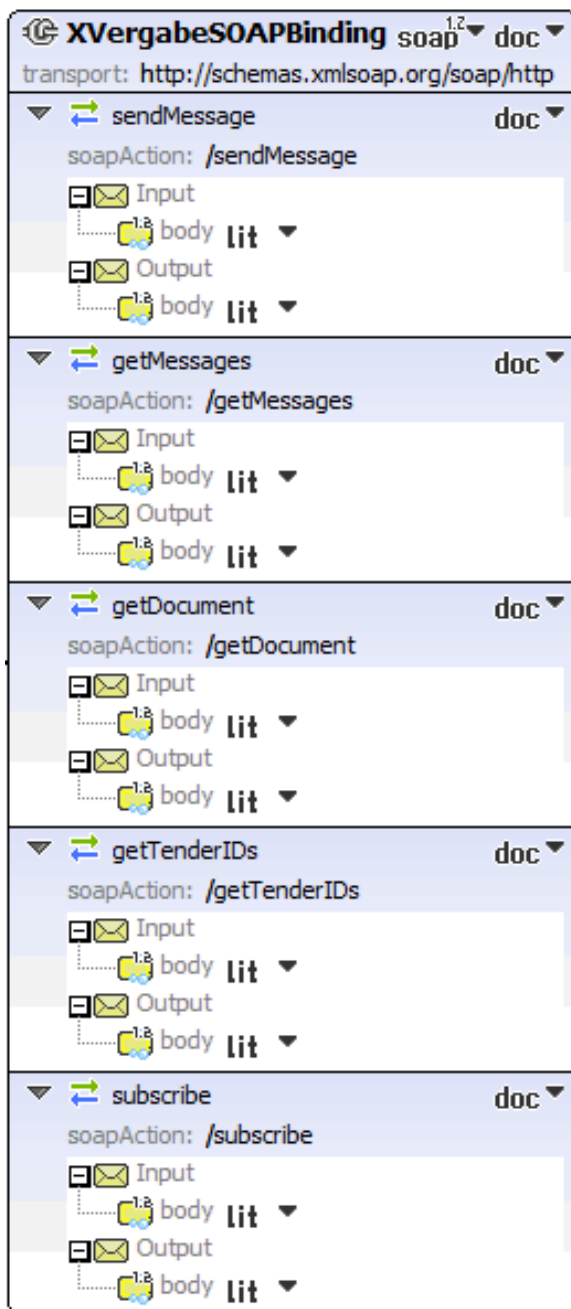 XVergabeSOAPBinding soap1.2 doc
transport: http://schemas.xmlsoap.org/soap/http
sendMessage doc
soapAction: /sendMessage
Input
body lit
Output
body lit
getMessages doc
soapAction: /getMessages
Input
body lit
Output
body lit
getDocument doc
soapAction: /getDocument
Input
body lit
Output
body lit
getTenderIDs doc
soapAction: /getTenderIDs
Input
body lit
Output
body lit
subscribe doc
soapAction: /subscribe
Input
body lit
Output
body lit